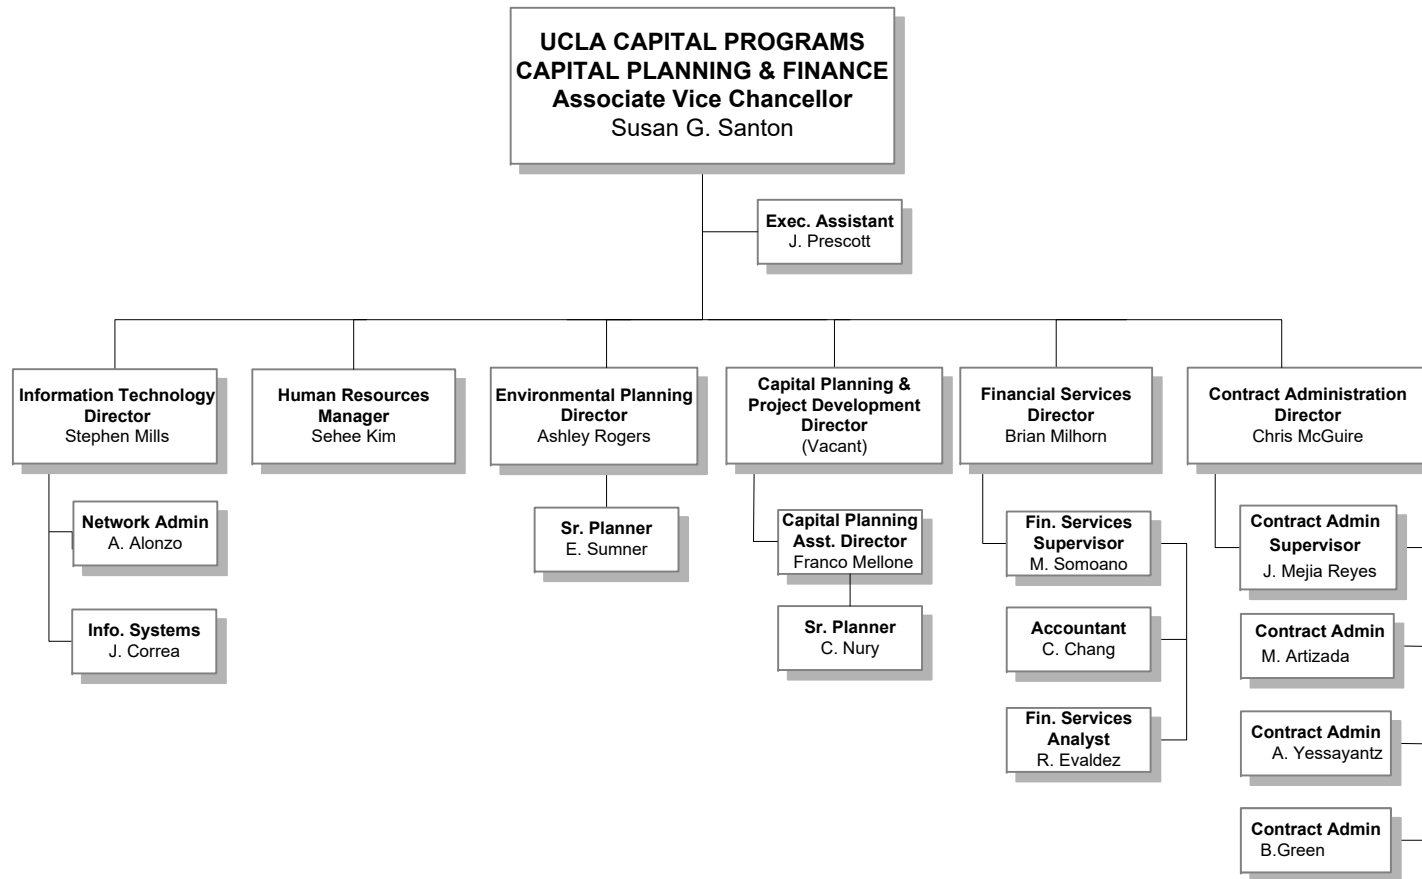 UCLA CAPITAL PROGRAMS
CAPITAL PLANNING & FINANCE
Associate Vice Chancellor
Susan G. Santon
Exec. Assistant
J. Prescott
Information Technology
Director
Stephen Mills
Human Resources
Manager
Sehee Kim
Environmental Planning
Director
Ashley Rogers
Capital Planning &
Project Development
Director
(Vacant)
Financial Services
Director
Brian Milhorn
Contract Administration
Director
Chris McGuire
Network Admin
A. Alonzo
Info. Systems
J. Correa
Sr. Planner
E. Sumner
Capital Planning
Asst. Director
Franco Mellone
Sr. Planner
C. Nury
Fin. Services
Supervisor
M. Somoano
Accountant
C. Chang
Fin. Services
Analyst
R. Evaldez
Contract Admin
Supervisor
J. Mejia Reyes
Contract Admin
M. Artizada
Contract Admin
A. Yessayantz
Contract Admin
B.Green